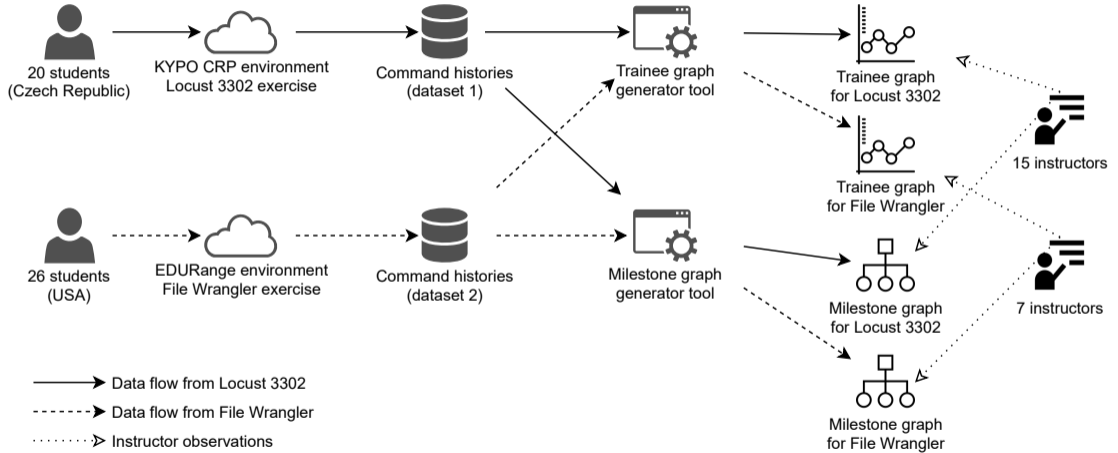 20 students
(Czech Republic)
KYPO CRP environment
Locust 3302 exercise
Command histories
(dataset 1)
Trainee graph
generator tool
Trainee graph
for Locust 3302
15 instructors
Trainee graph
for File Wrangler
26 students
(USA)
EDURange environment
File Wrangler exercise
Command histories
(dataset 2)
Milestone graph
generator tool
Milestone graph
for Locust 3302
7 instructors
Milestone graph
for File Wrangler
Data flow from Locust 3302
Data flow from File Wrangler
Instructor observations